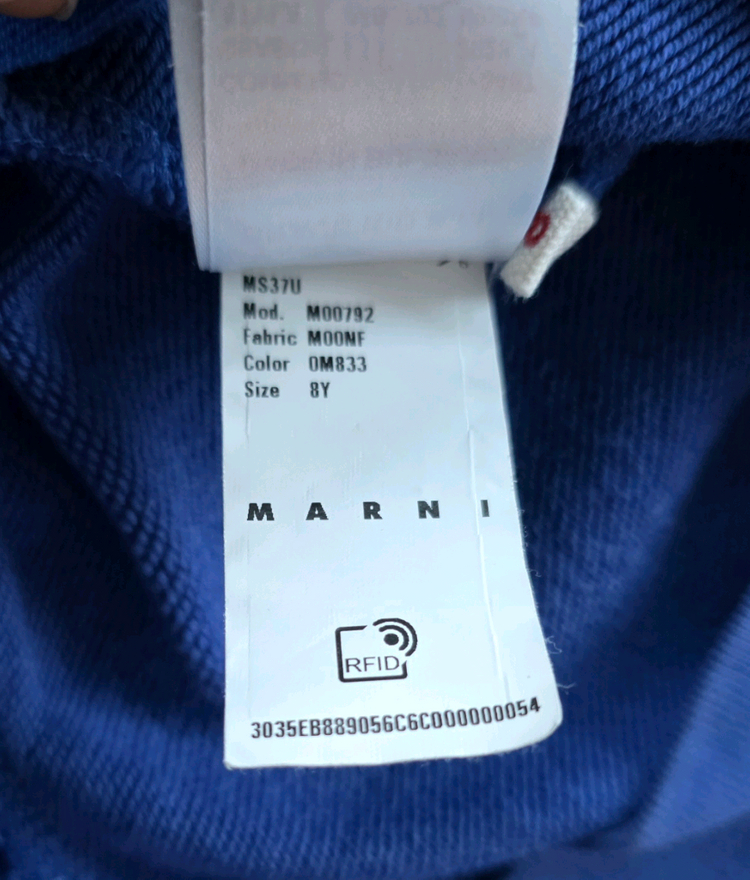 MS37U
Mod. M00792
Fabric M00NF
Color 0M833
Size 8Y
MARNI
RFID
3035EB889056C6C000000054